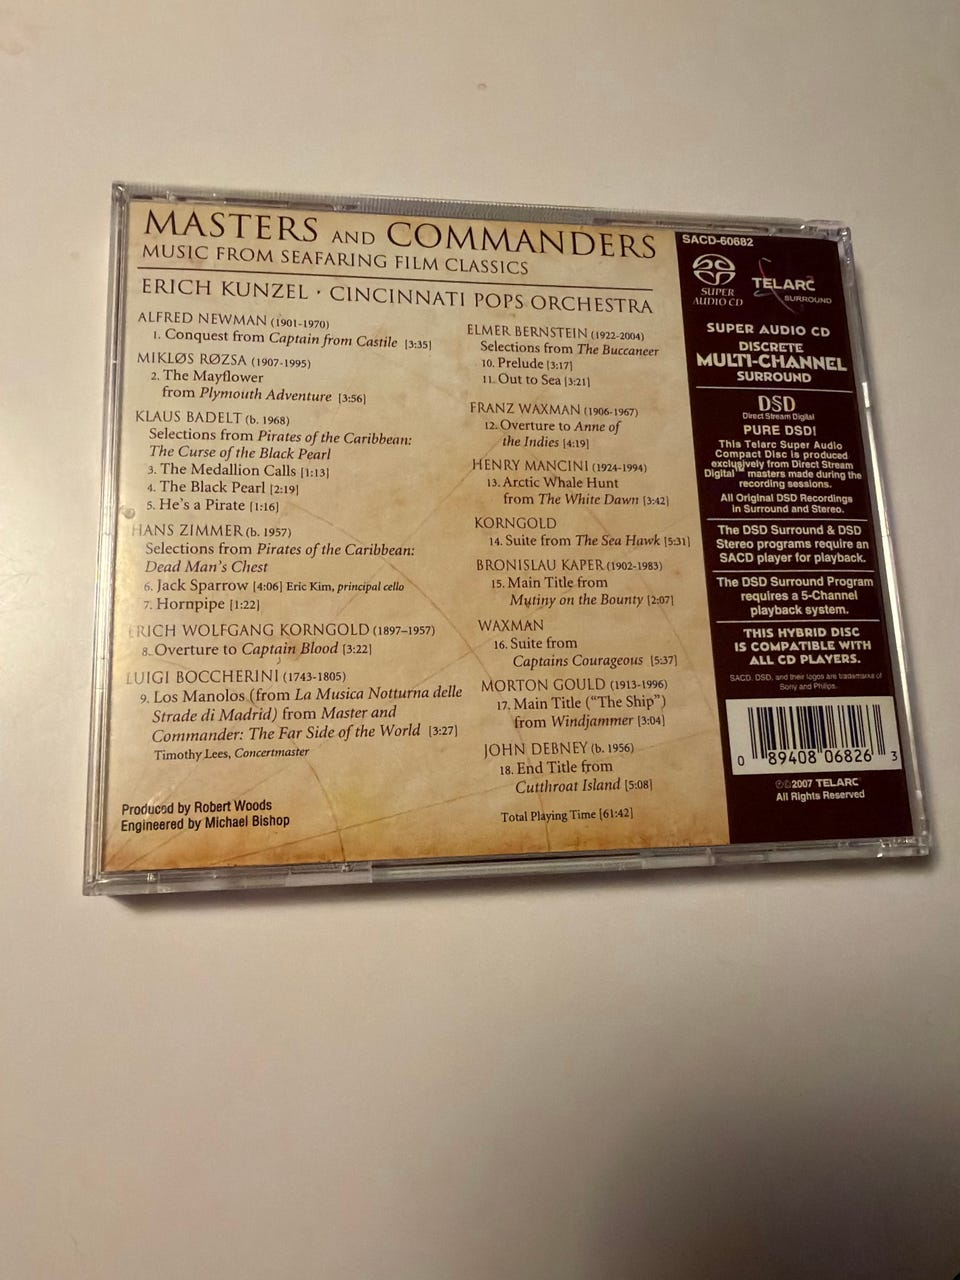 MASTERS AND COMMANDERS
MUSIC FROM SEAFARING FILM CLASSICS
ERICH KUNZEL · CINCINNATI POPS ORCHESTRA
ALFRED NEWMAN (1901-1970)
1. Conquest from Captain from Castile [3:35]
MIKLØS RØZSA (1907-1995)
2. The Mayflower
from Plymouth Adventure [3:56]
KLAUS BADELT (b. 1968)
Selections from Pirates of the Caribbean:
The Curse of the Black Pearl
3. The Medallion Calls [1:13]
4. The Black Pearl [2:19]
5. He's a Pirate [1:16]
HANS ZIMMER (b. 1957)
Selections from Pirates of the Caribbean:
Dead Man's Chest
6. Jack Sparrow [4:06] Eric Kim, principal cello
7. Hornpipe [1:22]
ERICH WOLFGANG KORNGOLD (1897-1957)
8. Overture to Captain Blood [3:22]
LUIGI BOCCHERINI (1743-1805)
9. Los Manolos (from La Musica Notturna delle
Strade di Madrid) from Master and
Commander: The Far Side of the World [3:27]
Timothy Lees, Concertmaster
Produced by Robert Woods
Engineered by Michael Bishop
ELMER BERNSTEIN (1922-2004)
Selections from The Buccaneer
10. Prelude [3:17]
11. Out to Sea [3:21]
FRANZ WAXMAN (1906-1967)
12. Overture to Anne of
the Indies [4:19]
HENRY MANCINI (1924-1994)
13. Arctic Whale Hunt
from The White Dawn [3:42]
KORNGOLD
14. Suite from The Sea Hawk [5:31]
BRONISLAU KAPER (1902-1983)
15. Main Title from
Mutiny on the Bounty [2:07]
WAXMAN
16. Suite from
Captains Courageous [5:37]
MORTON GOULD (1913-1996)
17. Main Title ("The Ship")
from Windjammer [3:04]
JOHN DEBNEY (b. 1956)
18. End Title from
Cutthroat Island [5:08]
Total Playing Time [61:42]
SACD-60682
SUPER AUDIO CD
TELARC
SURROUND
SUPER AUDIO CD
DISCRETE
MULTI-CHANNEL
SURROUND
DSD
Direct Stream Digital
PURE DSD!
This Telarc Super Audio
Compact Disc is produced
exclusively from Direct Stream
Digital™ masters made during the
recording sessions.
All Original DSD Recordings
in Surround and Stereo.
The DSD Surround & DSD
Stereo programs require an
SACD player for playback.
The DSD Surround Program
requires a 5-Channel
playback system.
THIS HYBRID DISC
IS COMPATIBLE WITH
ALL CD PLAYERS.
SACD, DSD, and their logos are trademarks of
Sony and Philips.
0 89408 06826 3
℗©2007 TELARC
All Rights Reserved